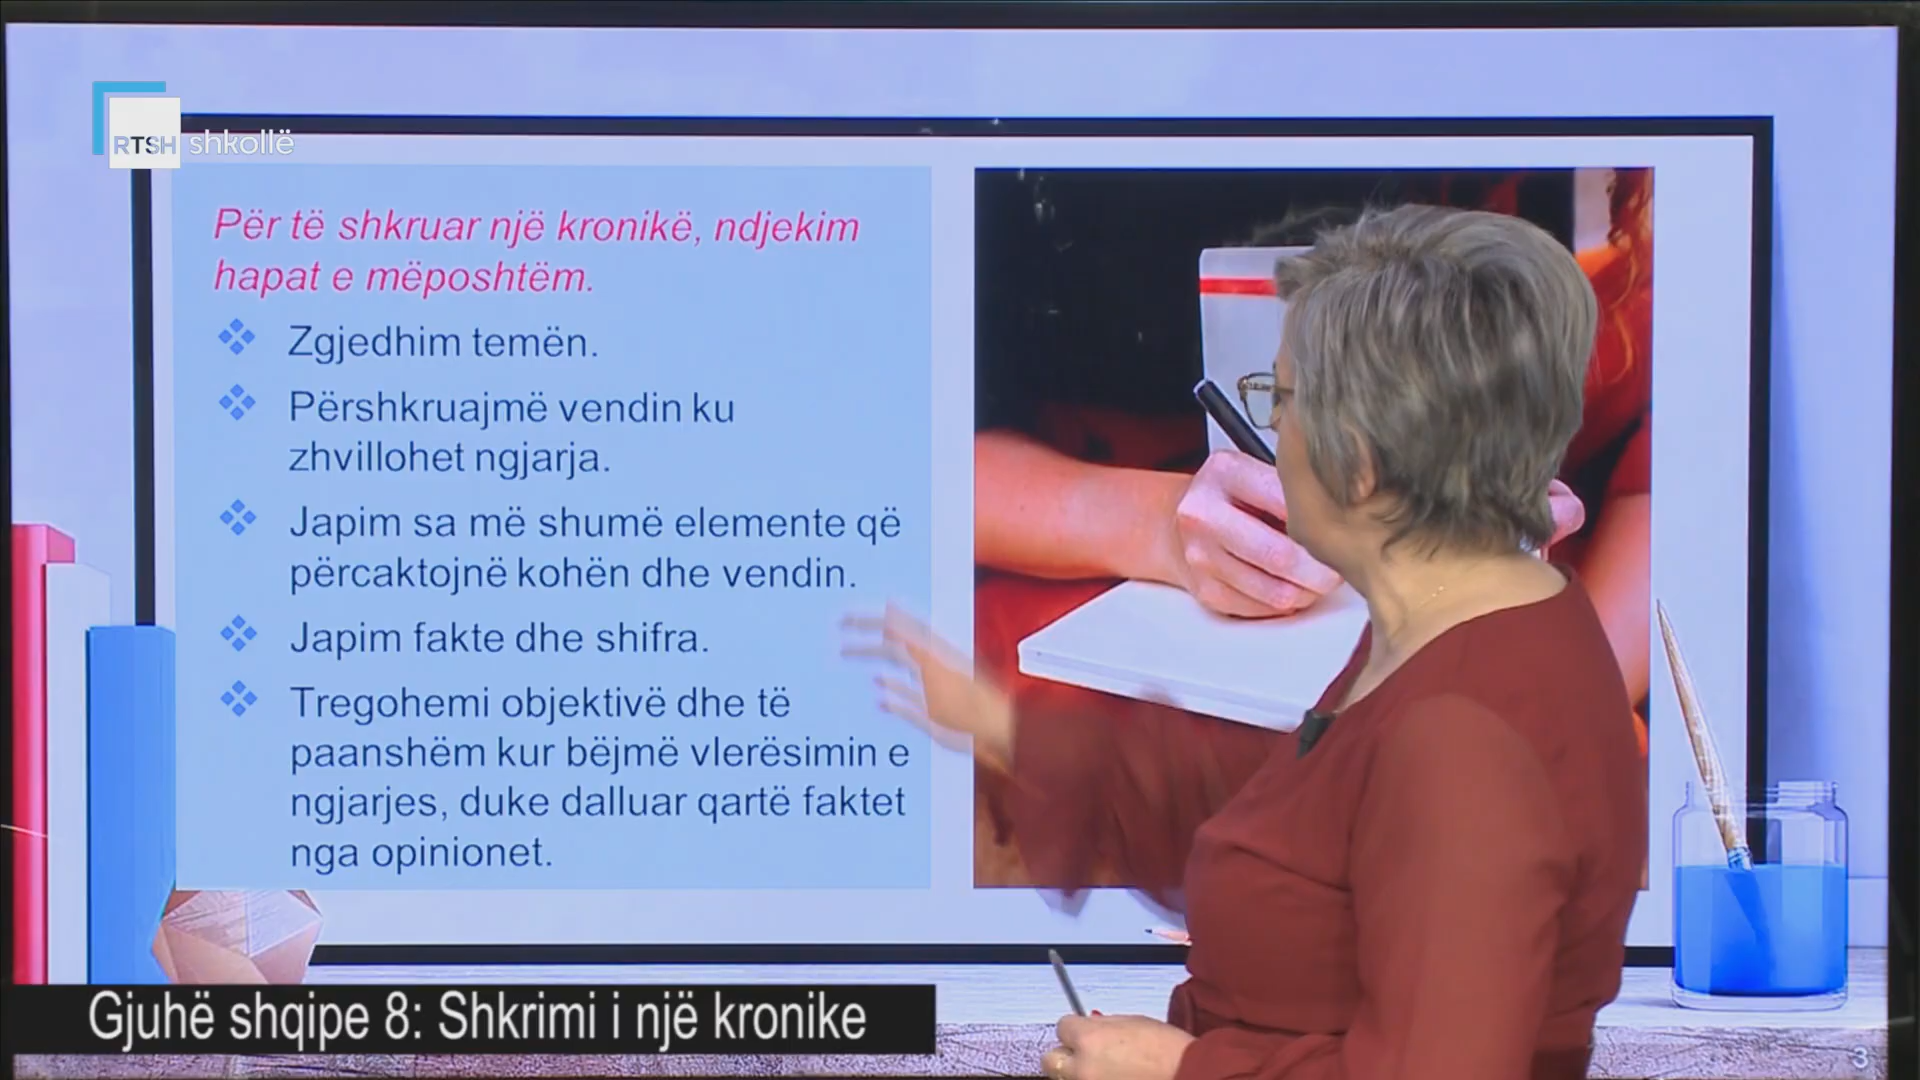 RTSH shkollë
Për të shkruar një kronikë, ndjekim
hapat e mëposhtëm.
Zgjedhim temën.
Përshkruajmë vendin ku
zhvillohet ngjarja.
Japim sa më shumë elemente që
përcaktojnë kohën dhe vendin.
Japim fakte dhe shifra.
Tregohemi objektivë dhe të
paanshëm kur bëjmë vlerësimin e
ngjarjes, duke dalluar qartë faktet
nga opinionet.
Gjuhë shqipe 8: Shkrimi i një kronike
3